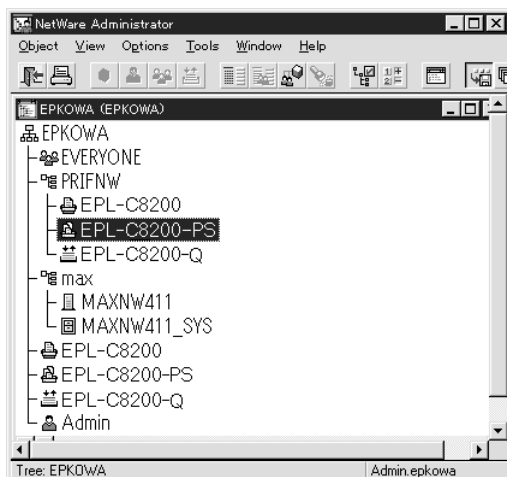 NetWare Administrator
Object View Options Tools Window Help
EPKOWA (EPKOWA)
EPKOWA
EVERYONE
PRIFNW
EPL-C8200
EPL-C8200-PS
EPL-C8200-Q
max
MAXNW411
MAXNW411_SYS
EPL-C8200
EPL-C8200-PS
EPL-C8200-Q
Admin
Tree: EPKOWA Admin.epkowa